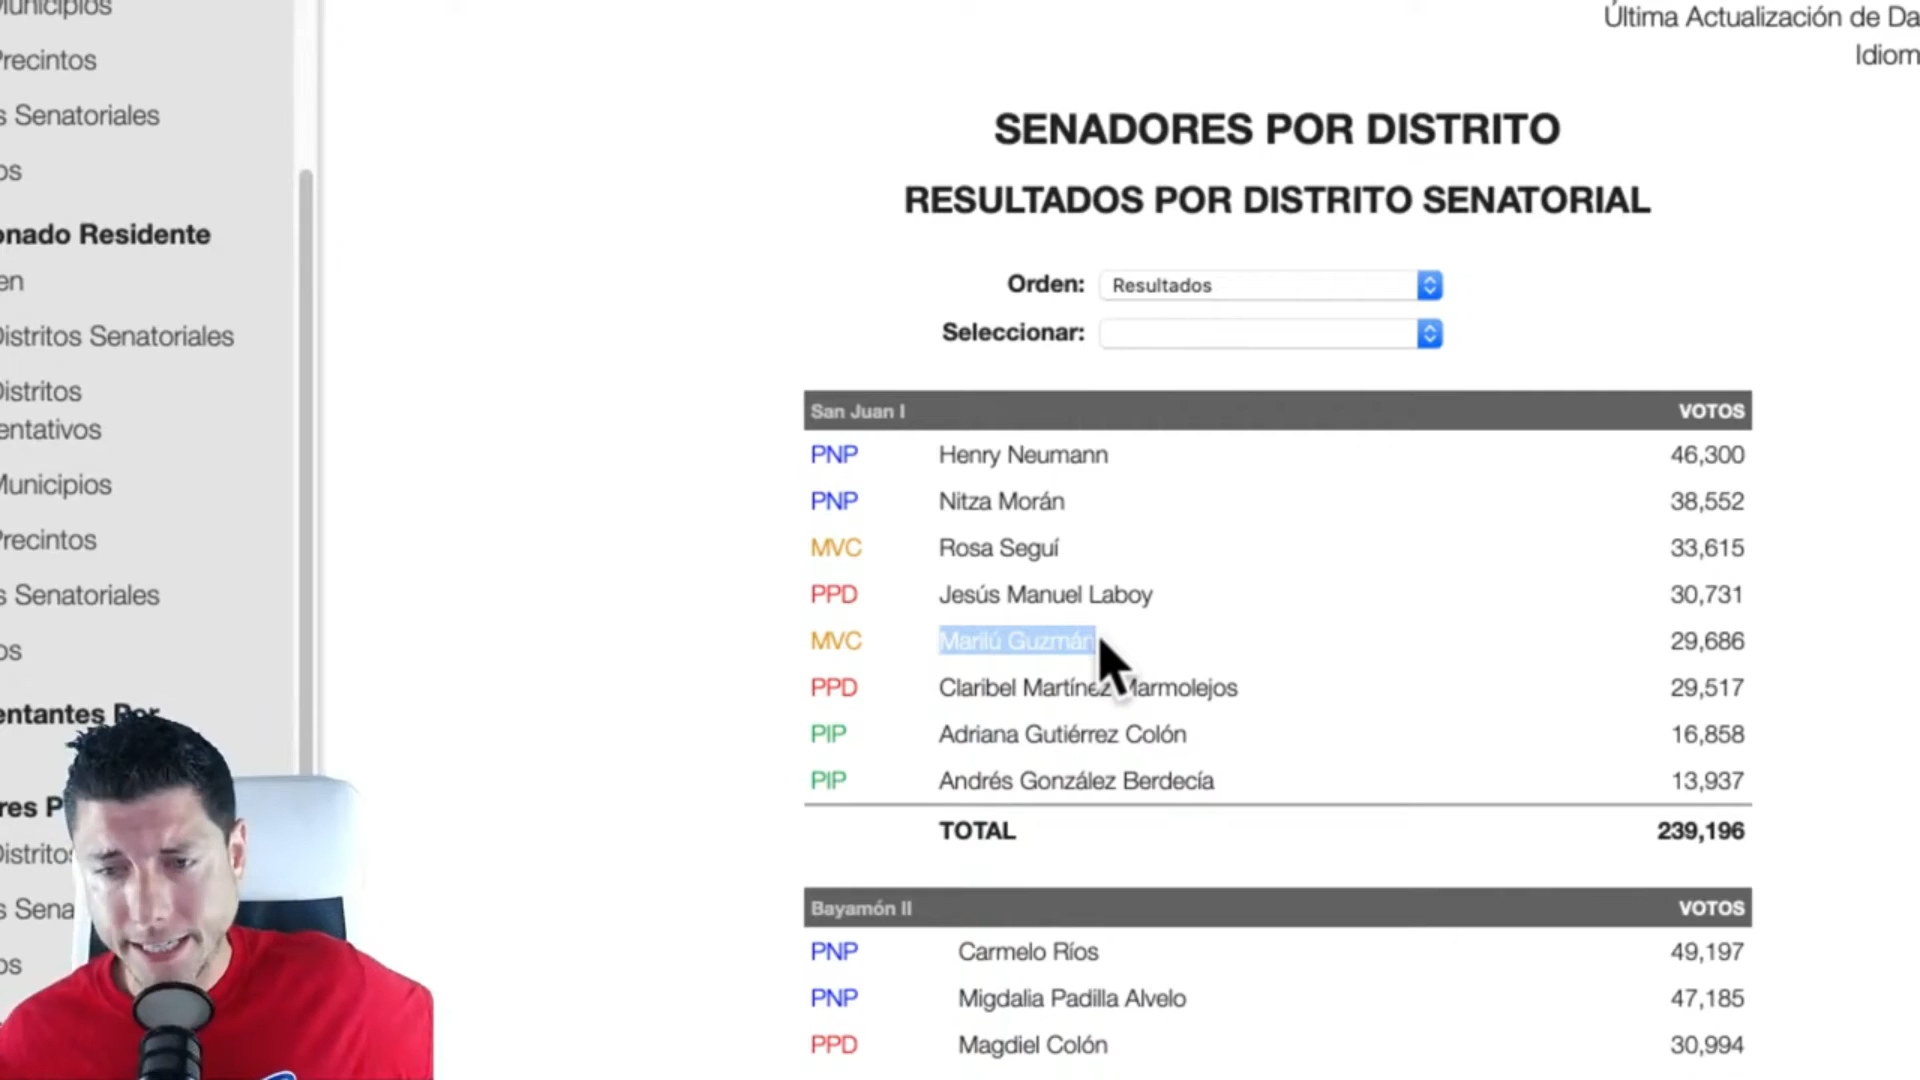 Municipios
Precintos
s Senatoriales
os
onado Residente
en
Distritos Senatoriales
Distritos
entativos
Municipios
Precintos
s Senatoriales
os
entantes Por
res P
Distritos
s Sena
os
Última Actualización de Da
Idiom
SENADORES POR DISTRITO
RESULTADOS POR DISTRITO SENATORIAL
Orden: Resultados
Seleccionar:
San Juan I VOTOS
PNP Henry Neumann 46,300
PNP Nitza Morán 38,552
MVC Rosa Seguí 33,615
PPD Jesús Manuel Laboy 30,731
MVC Marilú Guzmán 29,686
PPD Claribel Martínez Marmolejos 29,517
PIP Adriana Gutiérrez Colón 16,858
PIP Andrés González Berdecía 13,937
TOTAL 239,196
Bayamón II VOTOS
PNP Carmelo Ríos 49,197
PNP Migdalia Padilla Alvelo 47,185
PPD Magdiel Colón 30,994